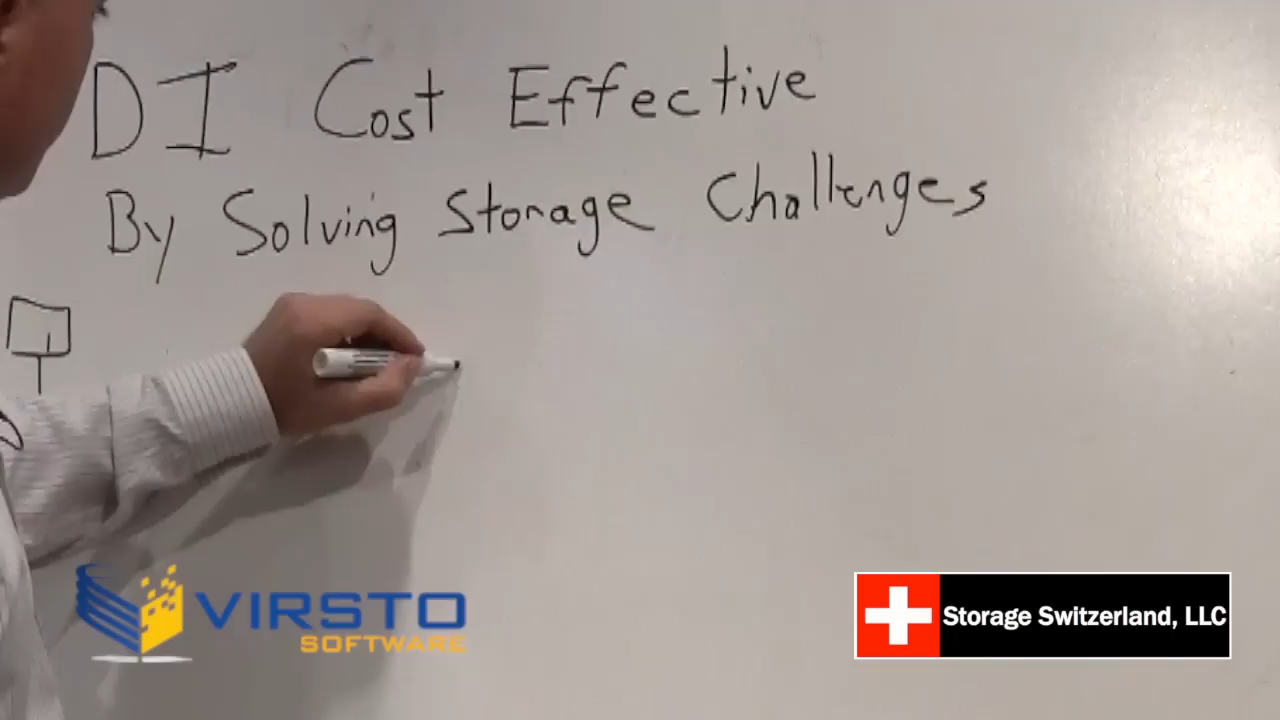 DI Cost Effective
By Solving Storage Challenges
VIRSTO
SOFTWARE
Storage Switzerland, LLC